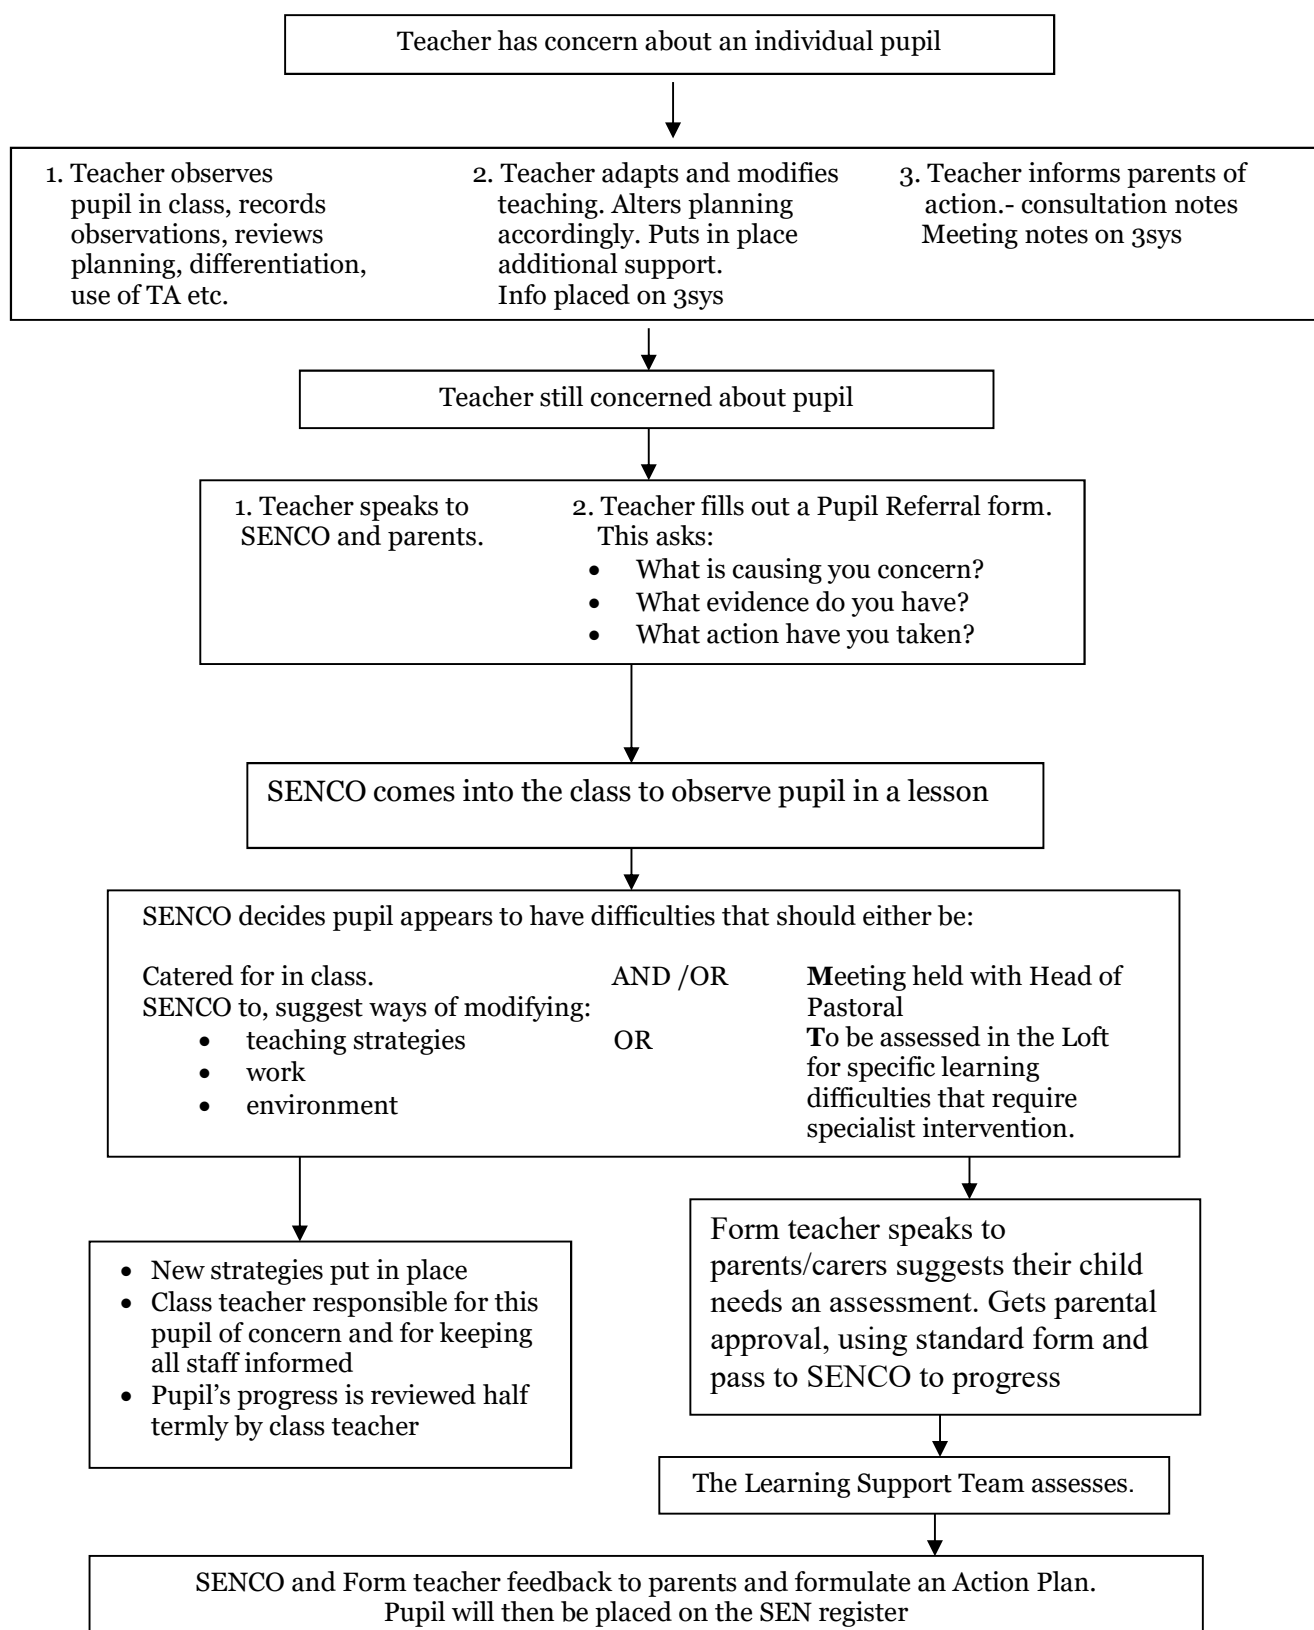 Teacher has concern about an individual pupil
1. Teacher observes
pupil in class, records
observations, reviews
planning, differentiation,
use of TA etc.
2. Teacher adapts and modifies
teaching. Alters planning
accordingly. Puts in place
additional support.
Info placed on 3sys
3. Teacher informs parents of
action.- consultation notes
Meeting notes on 3sys
Teacher still concerned about pupil
1. Teacher speaks to
SENCO and parents.
2. Teacher fills out a Pupil Referral form.
This asks:
• What is causing you concern?
• What evidence do you have?
• What action have you taken?
SENCO comes into the class to observe pupil in a lesson
SENCO decides pupil appears to have difficulties that should either be:
Catered for in class.
SENCO to, suggest ways of modifying:
• teaching strategies
• work
• environment
AND /OR
OR
Meeting held with Head of
Pastoral
To be assessed in the Loft
for specific learning
difficulties that require
specialist intervention.
• New strategies put in place
• Class teacher responsible for this
pupil of concern and for keeping
all staff informed
• Pupil's progress is reviewed half
termly by class teacher
Form teacher speaks to
parents/carers suggests their child
needs an assessment. Gets parental
approval, using standard form and
pass to SENCO to progress
The Learning Support Team assesses.
SENCO and Form teacher feedback to parents and formulate an Action Plan.
Pupil will then be placed on the SEN register